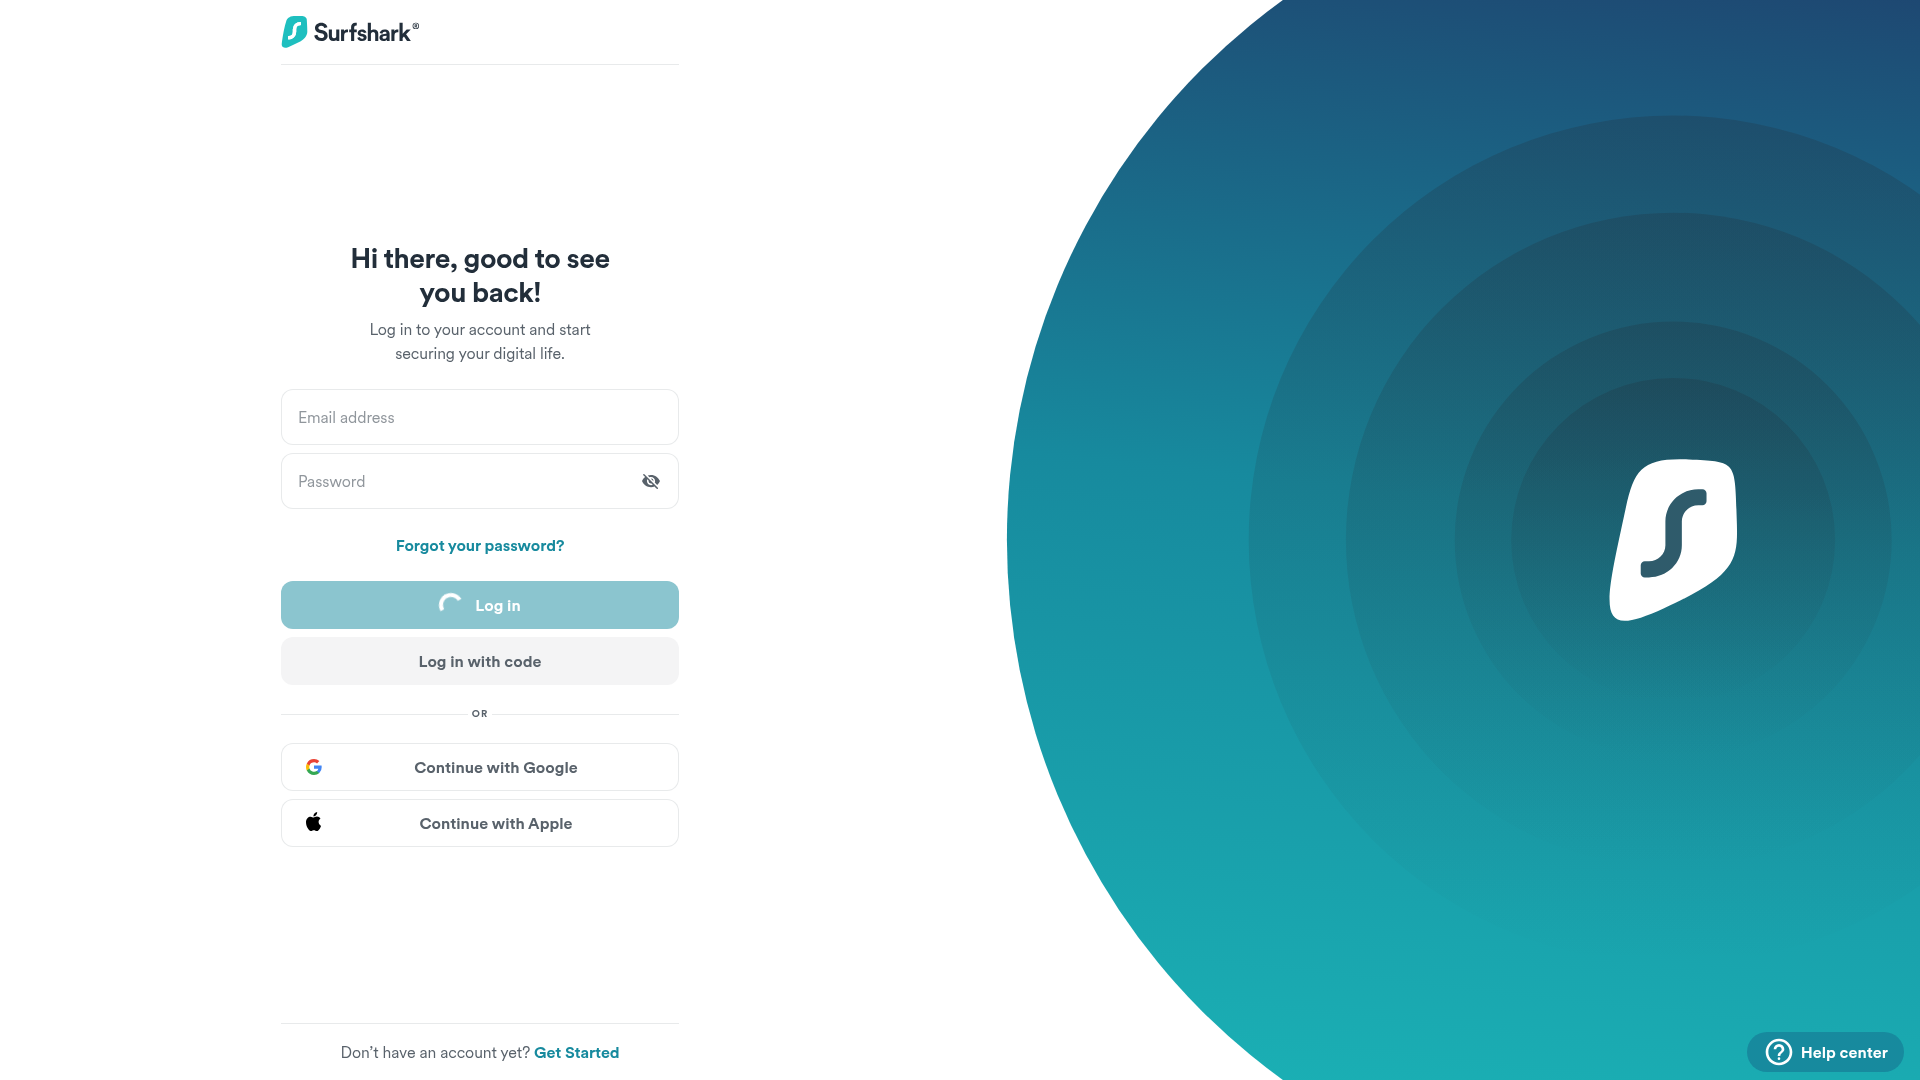 Surfshark®
Hi there, good to see
you back!
Log in to your account and start
securing your digital life.
Email address
Password
Forgot your password?
Log in
Log in with code
OR
Continue with Google
Continue with Apple
Don't have an account yet? Get Started
Help center